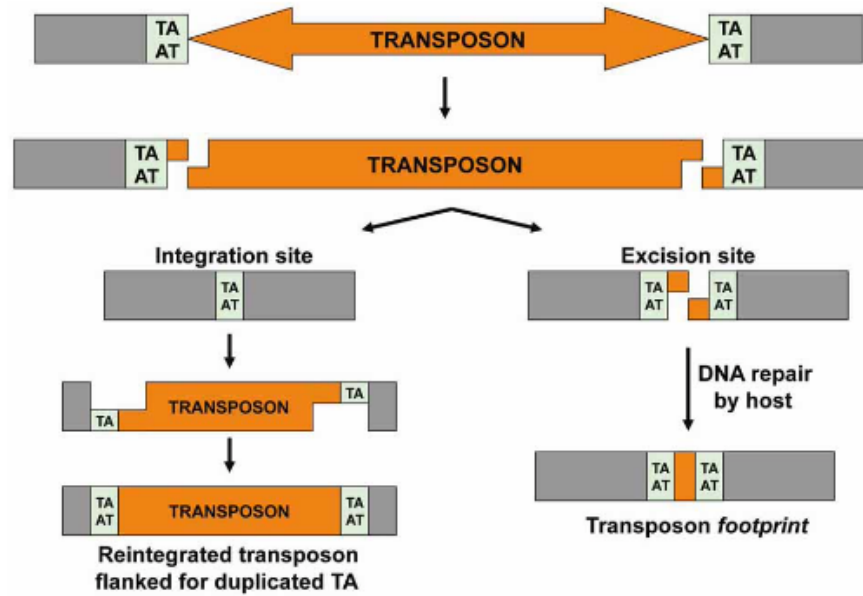 TA
AT
TRANSPOSON
TA
AT
TA
AT
TRANSPOSON
TA
AT
Integration site
TA
AT
TA
TRANSPOSON
TA
TA
AT
TRANSPOSON
TA
AT
Reintegrated transposon
flanked for duplicated TA
Excision site
TA
AT
TA
AT
DNA repair
by host
TA
AT
TA
AT
Transposon footprint